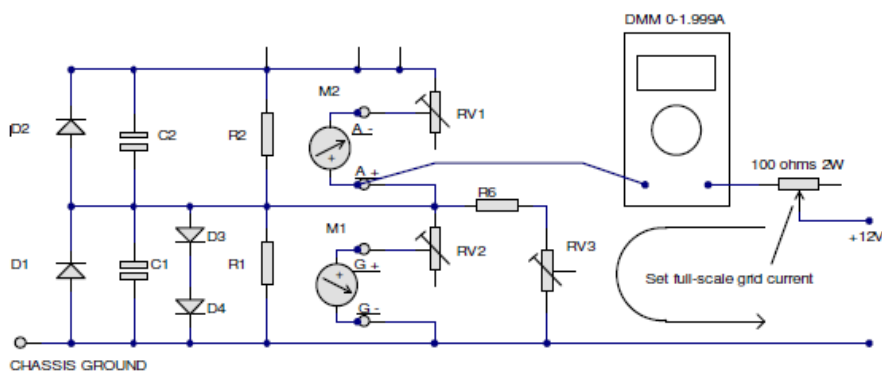 DMM 0-1.999A
M2
D2
C2
R2
A -
RV1
A +
100 ohms 2W
R6
+12V
M1
D3
D1
C1
R1
G +
RV2
RV3
D4
Set full-scale grid current
G -
CHASSIS GROUND